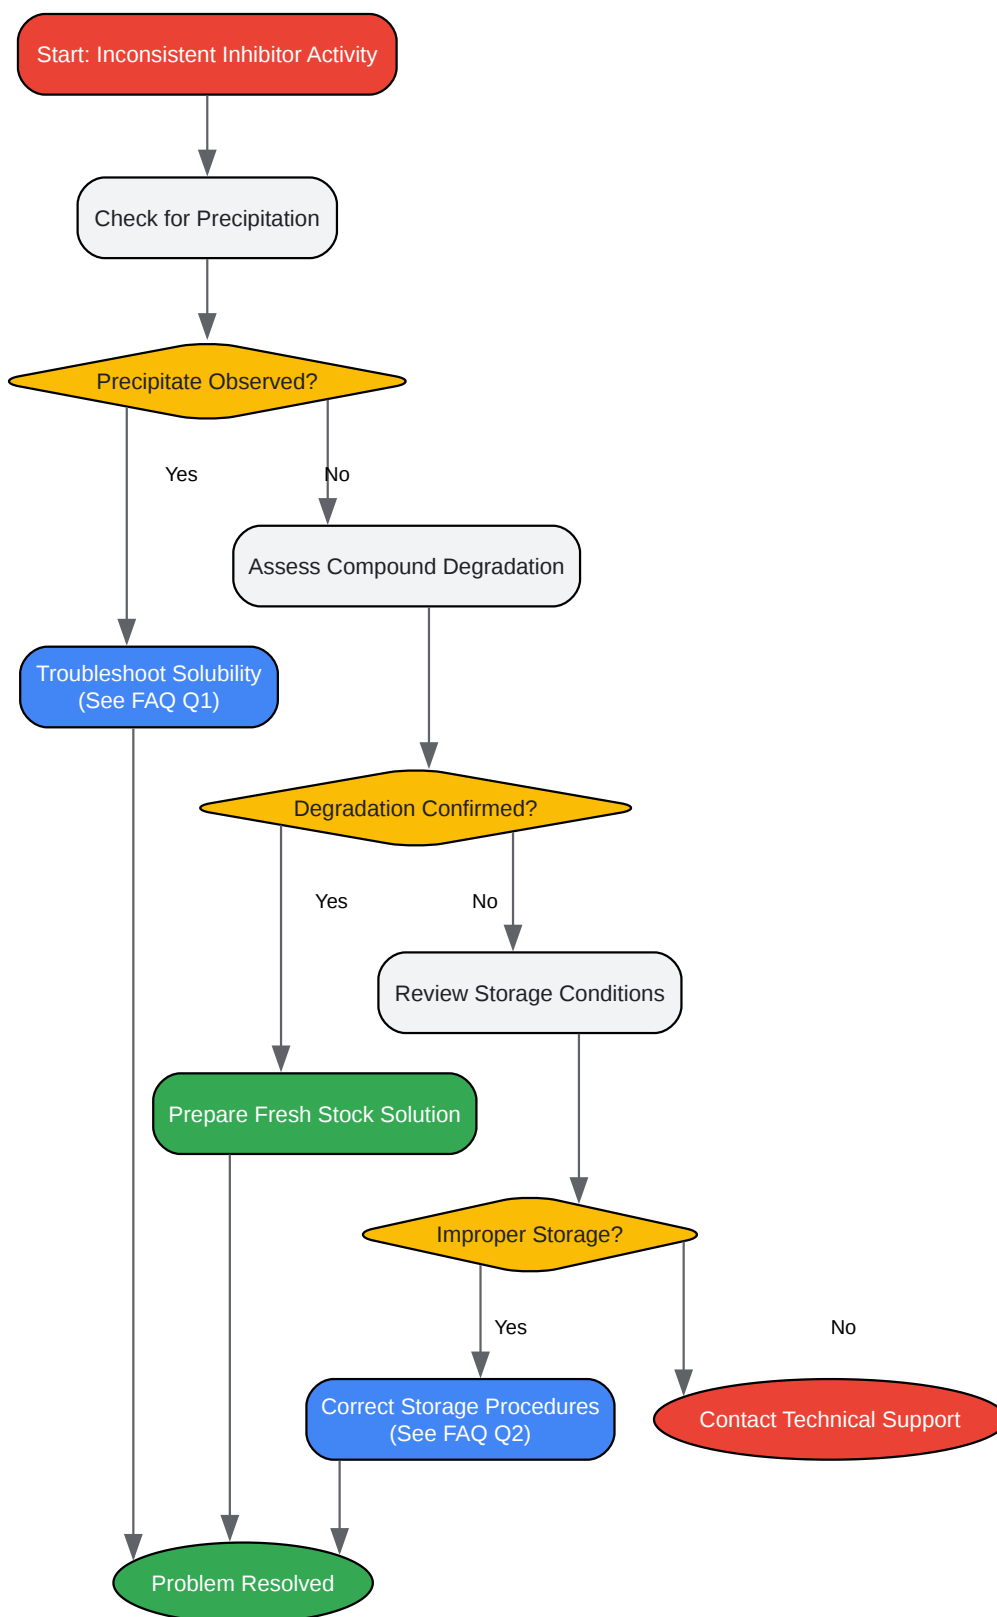 Start: Inconsistent Inhibitor Activity
Check for Precipitation
Precipitate Observed?
Yes
No
Assess Compound Degradation
Troubleshoot Solubility
(See FAQ Q1)
Degradation Confirmed?
Yes
No
Review Storage Conditions
Prepare Fresh Stock Solution
Improper Storage?
Yes
No
Correct Storage Procedures
(See FAQ Q2)
Contact Technical Support
Problem Resolved